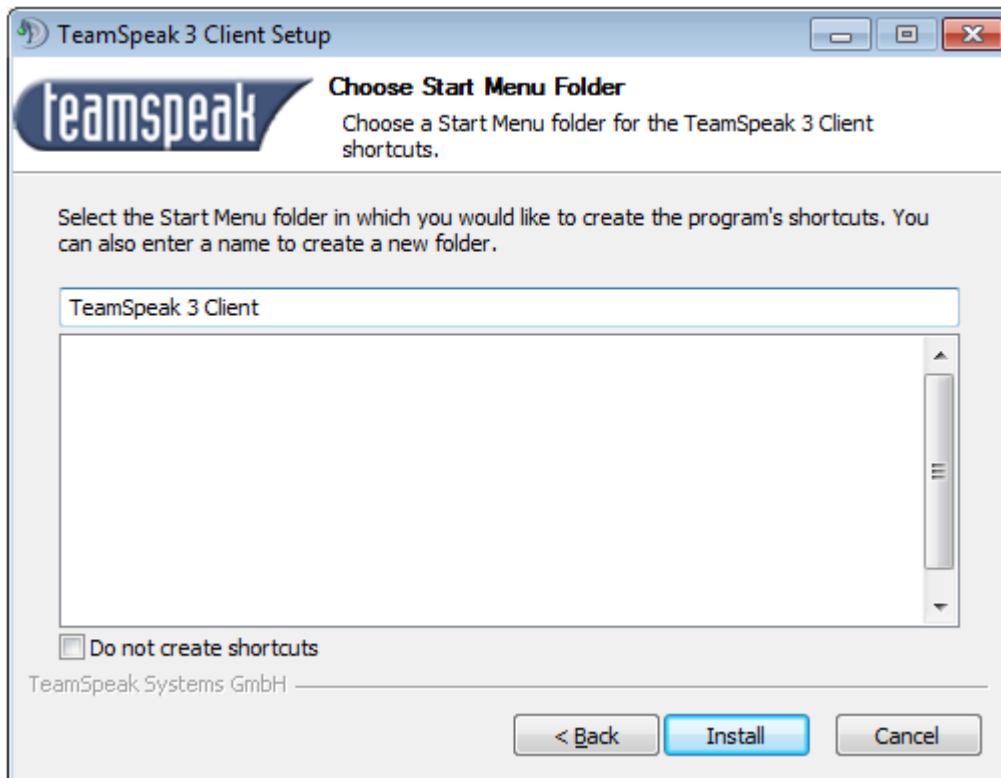 TeamSpeak 3 Client Setup
teamspeak
Choose Start Menu Folder
Choose a Start Menu folder for the TeamSpeak 3 Client
shortcuts.
Select the Start Menu folder in which you would like to create the program's shortcuts. You
can also enter a name to create a new folder.
TeamSpeak 3 Client
Do not create shortcuts
TeamSpeak Systems GmbH
< Back
Install
Cancel